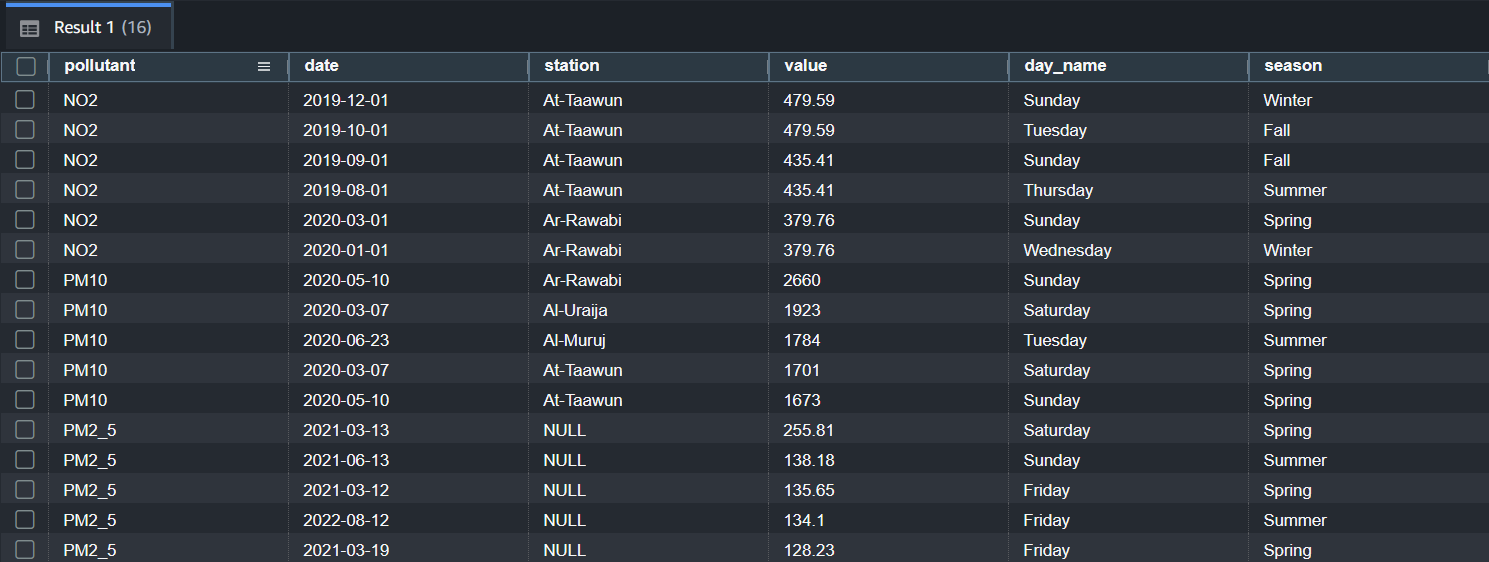 Result 1 (16)
pollutant date station value day_name season
NO2 2019-12-01 At-Taawun 479.59 Sunday Winter
NO2 2019-10-01 At-Taawun 479.59 Tuesday Fall
NO2 2019-09-01 At-Taawun 435.41 Sunday Fall
NO2 2019-08-01 At-Taawun 435.41 Thursday Summer
NO2 2020-03-01 Ar-Rawabi 379.76 Sunday Spring
NO2 2020-01-01 Ar-Rawabi 379.76 Wednesday Winter
PM10 2020-05-10 Ar-Rawabi 2660 Sunday Spring
PM10 2020-03-07 Al-Uraija 1923 Saturday Spring
PM10 2020-06-23 Al-Muruj 1784 Tuesday Summer
PM10 2020-03-07 At-Taawun 1701 Saturday Spring
PM10 2020-05-10 At-Taawun 1673 Sunday Spring
PM2_5 2021-03-13 NULL 255.81 Saturday Spring
PM2_5 2021-06-13 NULL 138.18 Sunday Summer
PM2_5 2021-03-12 NULL 135.65 Friday Spring
PM2_5 2022-08-12 NULL 134.1 Friday Summer
PM2_5 2021-03-19 NULL 128.23 Friday Spring